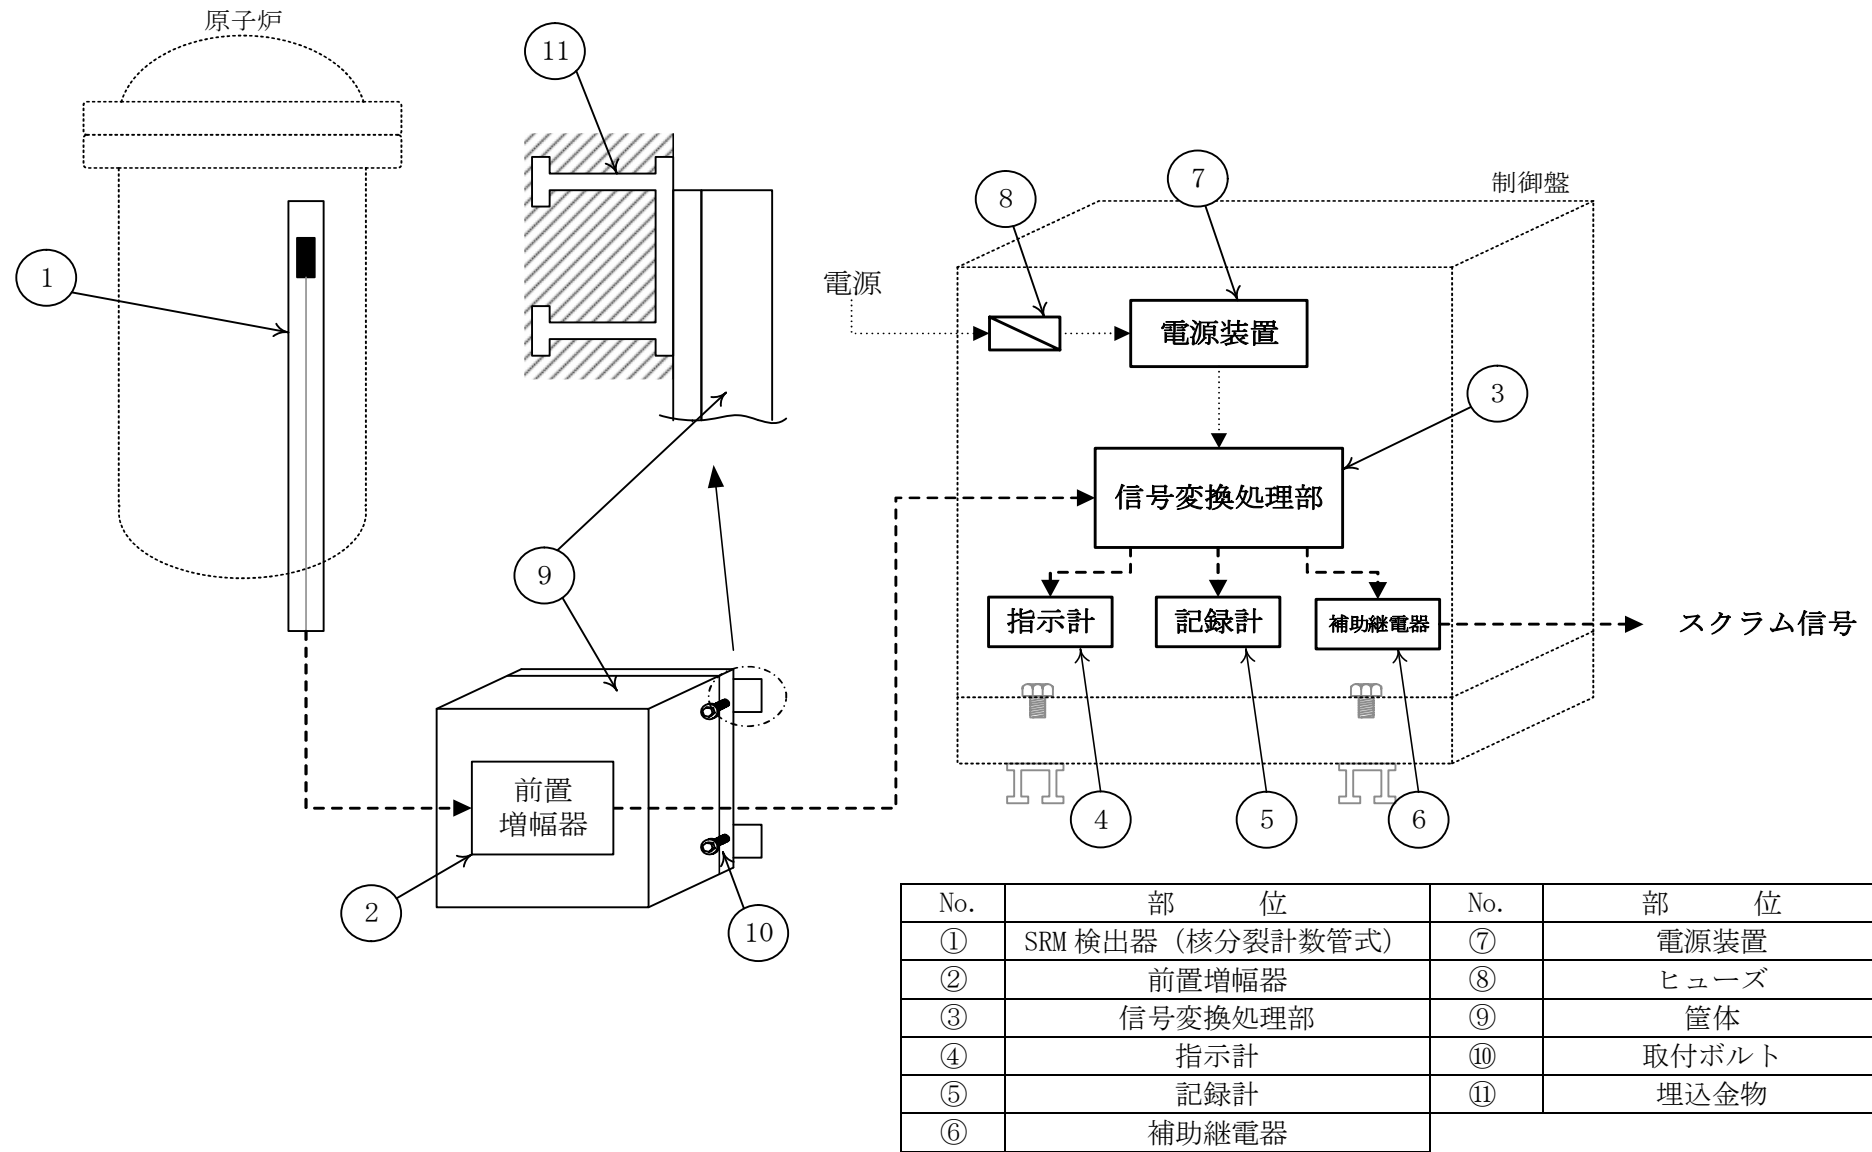 原子炉
11
7
制御盤
8
1
電源
電源装置
3
信号変換処理部
9
指示計
記録計
補助継電器
スクラム信号
前置
増幅器
4
5
6
2
10
No. 部 位 No. 部 位
① SRM 検出器（核分裂計数管式） ⑦ 電源装置
② 前置増幅器 ⑧ ヒューズ
③ 信号変換処理部 ⑨ 筐体
④ 指示計 ⑩ 取付ボルト
⑤ 記録計 ⑪ 埋込金物
⑥ 補助継電器